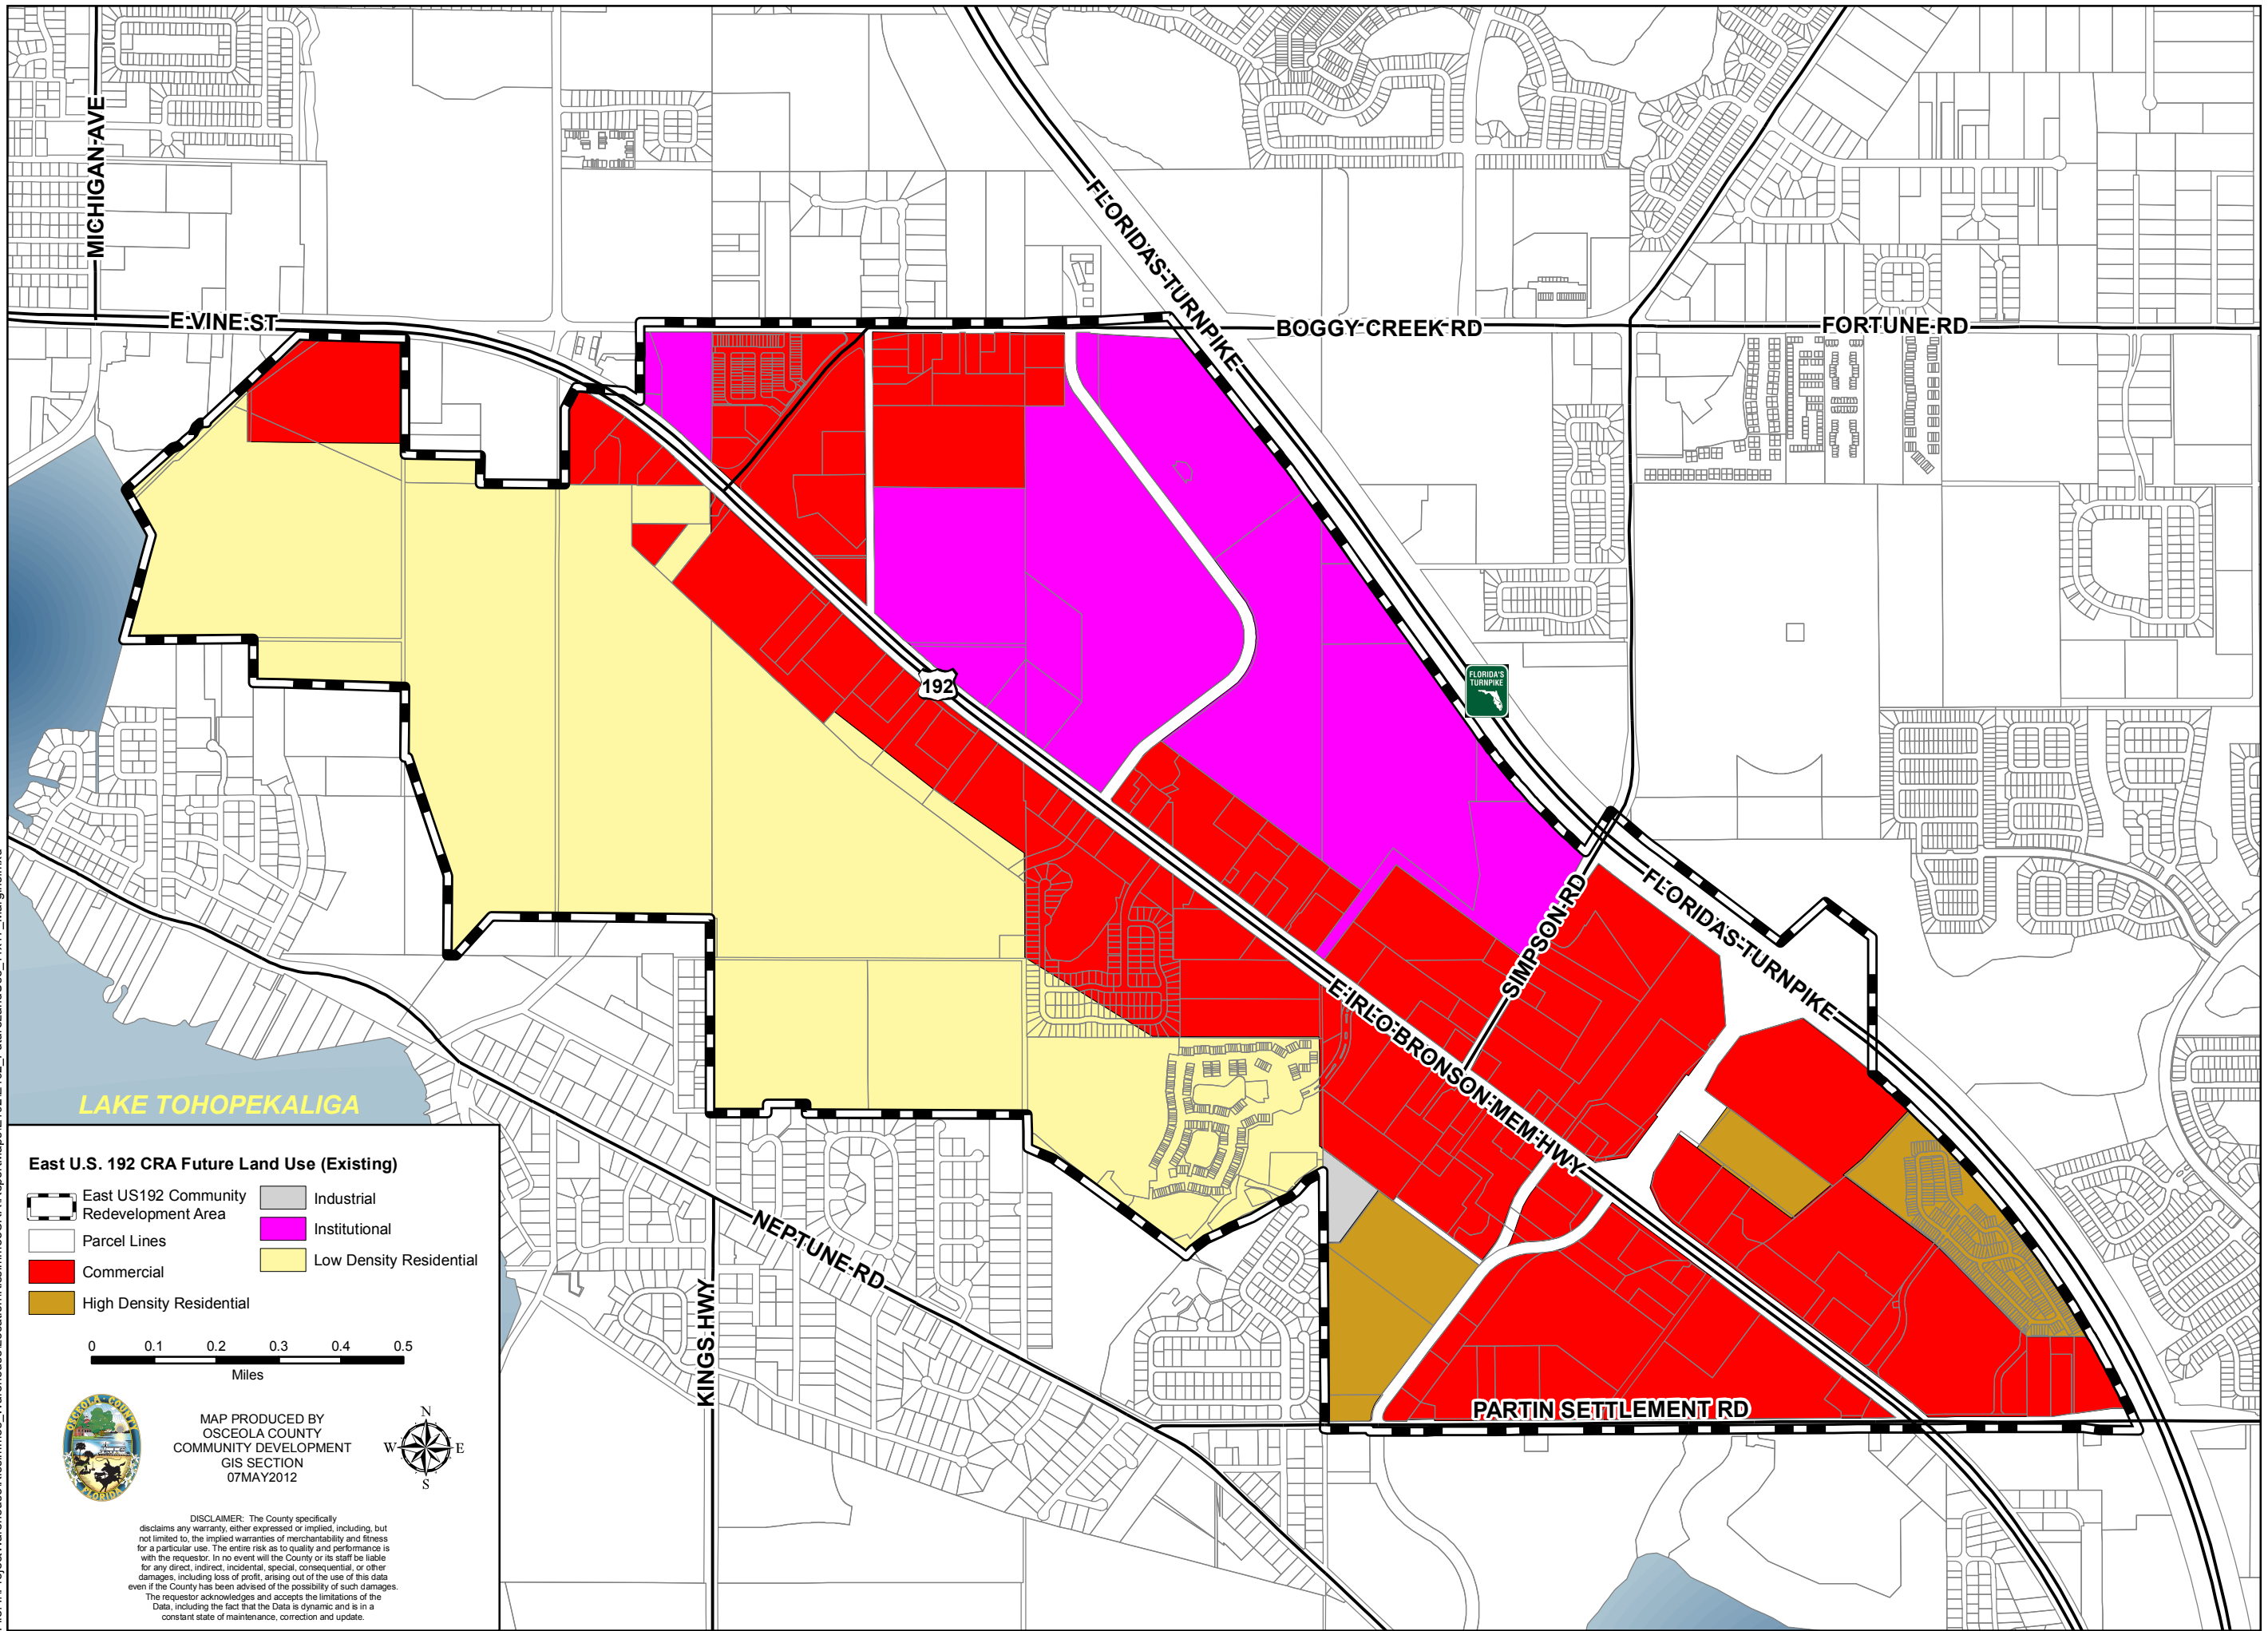 MICHIGAN AVE
FLORIDAS TURNPIKE
E VINE ST
BOGGY CREEK RD
FORTUNE RD
192
FLORIDA'S
TURNPIKE
SIMPSON RD
FLORIDAS TURNPIKE
E IRLO BRONSON MEM HWY
LAKE TOHOPEKALIGA
NEPTUNE RD
KINGS HWY
PARTIN SETTLEMENT RD
East U.S. 192 CRA Future Land Use (Existing)
East US192 Community
Redevelopment Area
Parcel Lines
Commercial
High Density Residential
Industrial
Institutional
Low Density Residential
0 0.1 0.2 0.3 0.4 0.5
Miles
OSCEOLA COUNTY
FLORIDA
MAP PRODUCED BY
OSCEOLA COUNTY
COMMUNITY DEVELOPMENT
GIS SECTION
07MAY2012
N
W E
S
DISCLAIMER: The County specifically
disclaims any warranty, either expressed or implied, including, but
not limited to, the implied warranties of merchantability and fitness
for a particular use. The entire risk as to quality and performance is
with the requestor. In no event will the County or its staff be liable
for any direct, indirect, incidental, special, consequential, or other
damages, including loss of profit, arising out of the use of this data
even if the County has been advised of the possibility of such damages.
The requestor acknowledges and accepts the limitations of the
Data, including the fact that the Data is dynamic and is in a
constant state of maintenance, correction and update.